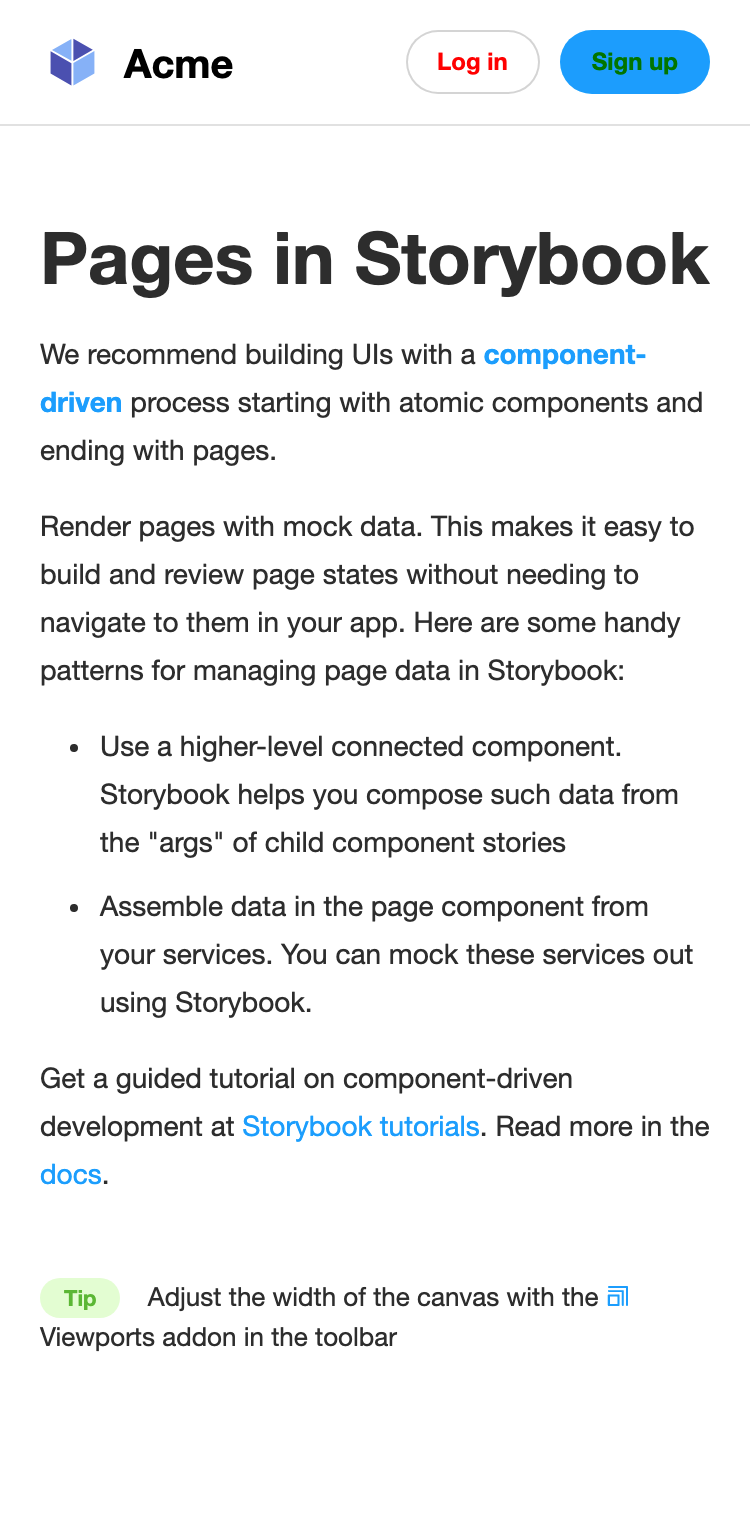 Acme
Log in
Sign up
Pages in Storybook
We recommend building UIs with a component-
driven process starting with atomic components and
ending with pages.
Render pages with mock data. This makes it easy to
build and review page states without needing to
navigate to them in your app. Here are some handy
patterns for managing page data in Storybook:
• Use a higher-level connected component.
Storybook helps you compose such data from
the "args" of child component stories
• Assemble data in the page component from
your services. You can mock these services out
using Storybook.
Get a guided tutorial on component-driven
development at Storybook tutorials. Read more in the
docs.
Tip Adjust the width of the canvas with the
Viewports addon in the toolbar